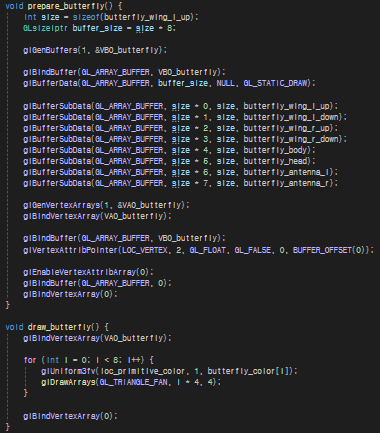 void prepare_butterfly() {
    int size = sizeof(butterfly_wing_l_up);
    GLsizeiptr buffer_size = size * 8;

    glGenBuffers(1, &VBO_butterfly);

    glBindBuffer(GL_ARRAY_BUFFER, VBO_butterfly);
    glBufferData(GL_ARRAY_BUFFER, buffer_size, NULL, GL_STATIC_DRAW);

    glBufferSubData(GL_ARRAY_BUFFER, size * 0, size, butterfly_wing_l_up);
    glBufferSubData(GL_ARRAY_BUFFER, size * 1, size, butterfly_wing_l_down);
    glBufferSubData(GL_ARRAY_BUFFER, size * 2, size, butterfly_wing_r_up);
    glBufferSubData(GL_ARRAY_BUFFER, size * 3, size, butterfly_wing_r_down);
    glBufferSubData(GL_ARRAY_BUFFER, size * 4, size, butterfly_body);
    glBufferSubData(GL_ARRAY_BUFFER, size * 5, size, butterfly_head);
    glBufferSubData(GL_ARRAY_BUFFER, size * 6, size, butterfly_antenna_l);
    glBufferSubData(GL_ARRAY_BUFFER, size * 7, size, butterfly_antenna_r);

    glGenVertexArrays(1, &VAO_butterfly);
    glBindVertexArray(VAO_butterfly);

    glBindBuffer(GL_ARRAY_BUFFER, VBO_butterfly);
    glVertexAttribPointer(LOC_VERTEX, 2, GL_FLOAT, GL_FALSE, 0, BUFFER_OFFSET(0));

    glEnableVertexAttribArray(0);
    glBindBuffer(GL_ARRAY_BUFFER, 0);
    glBindVertexArray(0);
}

void draw_butterfly() {
    glBindVertexArray(VAO_butterfly);

    for (int i = 0; i < 8; i++) {
        glUniform3fv(loc_primitive_color, 1, butterfly_color[i]);
        glDrawArrays(GL_TRIANGLE_FAN, i * 4, 4);
    }

    glBindVertexArray(0);
}